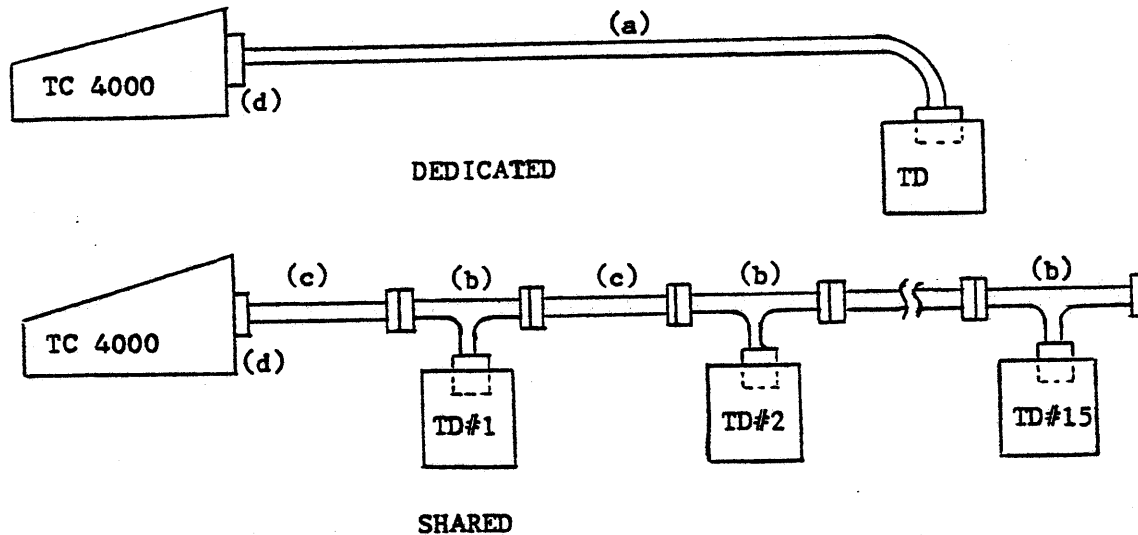 (a)
TC 4000
(d)
TD
DEDICATED
(c) (b) (c) (b) (b)
TC 4000
(d)
TD#1 TD#2 TD#15
SHARED